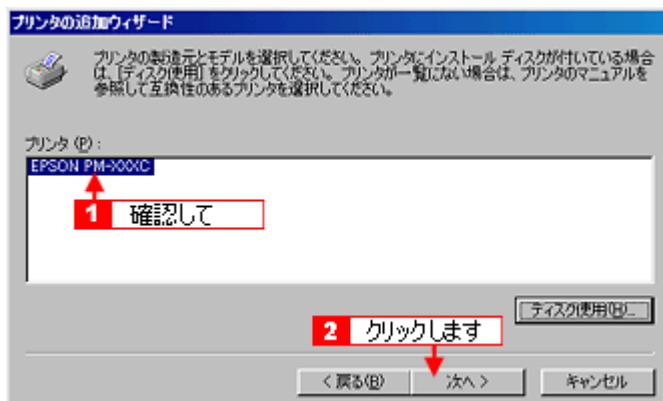 プリンタの追加ウィザード
プリンタの製造元とモデルを選択してください。プリンタにインストール ディスクが付いている場合
は、[ディスク使用] をクリックしてください。プリンタが一覧にない場合は、プリンタのマニュアルを
参照して互換性のあるプリンタを選択してください。
プリンタ (P) :
EPSON PM-XXXC
1 確認して
ディスク使用(H)...
2 クリックします
< 戻る(B) 次へ > キャンセル